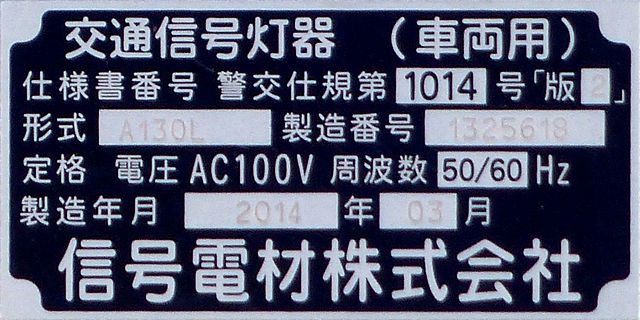 交通信号灯器 （車両用）
仕様書番号 警交仕規第 1014 号「版 2」
形式 A130L 製造番号 1325618
定格 電圧 AC100V 周波数 50/60 Hz
製造年月 2014 年 03 月
信号電材株式会社